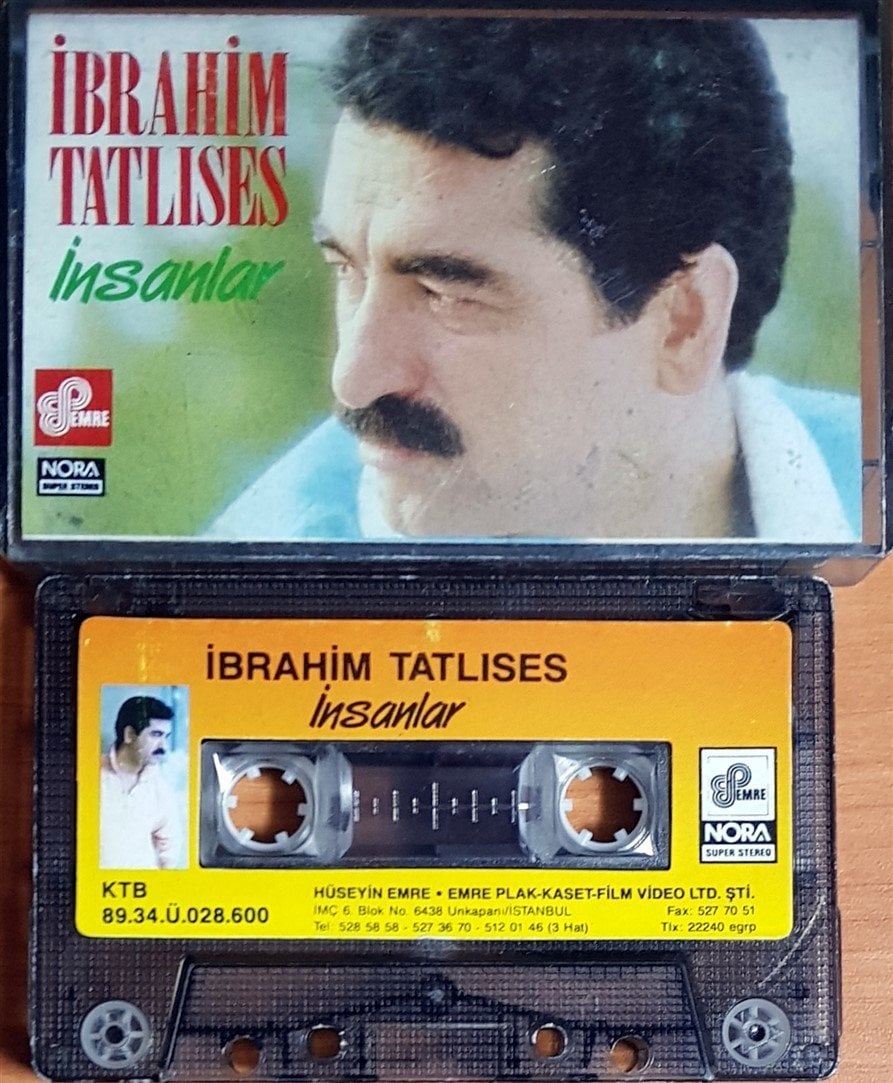 İBRAHİM
TATLISES
İnsanlar
EMRE
NORA
SUPER STEREO
İBRAHİM TATLISES
İnsanlar
EMRE
NORA
SUPER STEREO
KTB
89.34.Ü.028.600
HÜSEYİN EMRE • EMRE PLAK-KASET-FİLM VİDEO LTD. ŞTİ.
İMÇ 6. Blok No. 6438 Unkapanı/İSTANBUL Fax: 527 70 51
Tel: 528 58 58 - 527 36 70 - 512 01 46 (3 Hat) Tlx: 22240 egrp